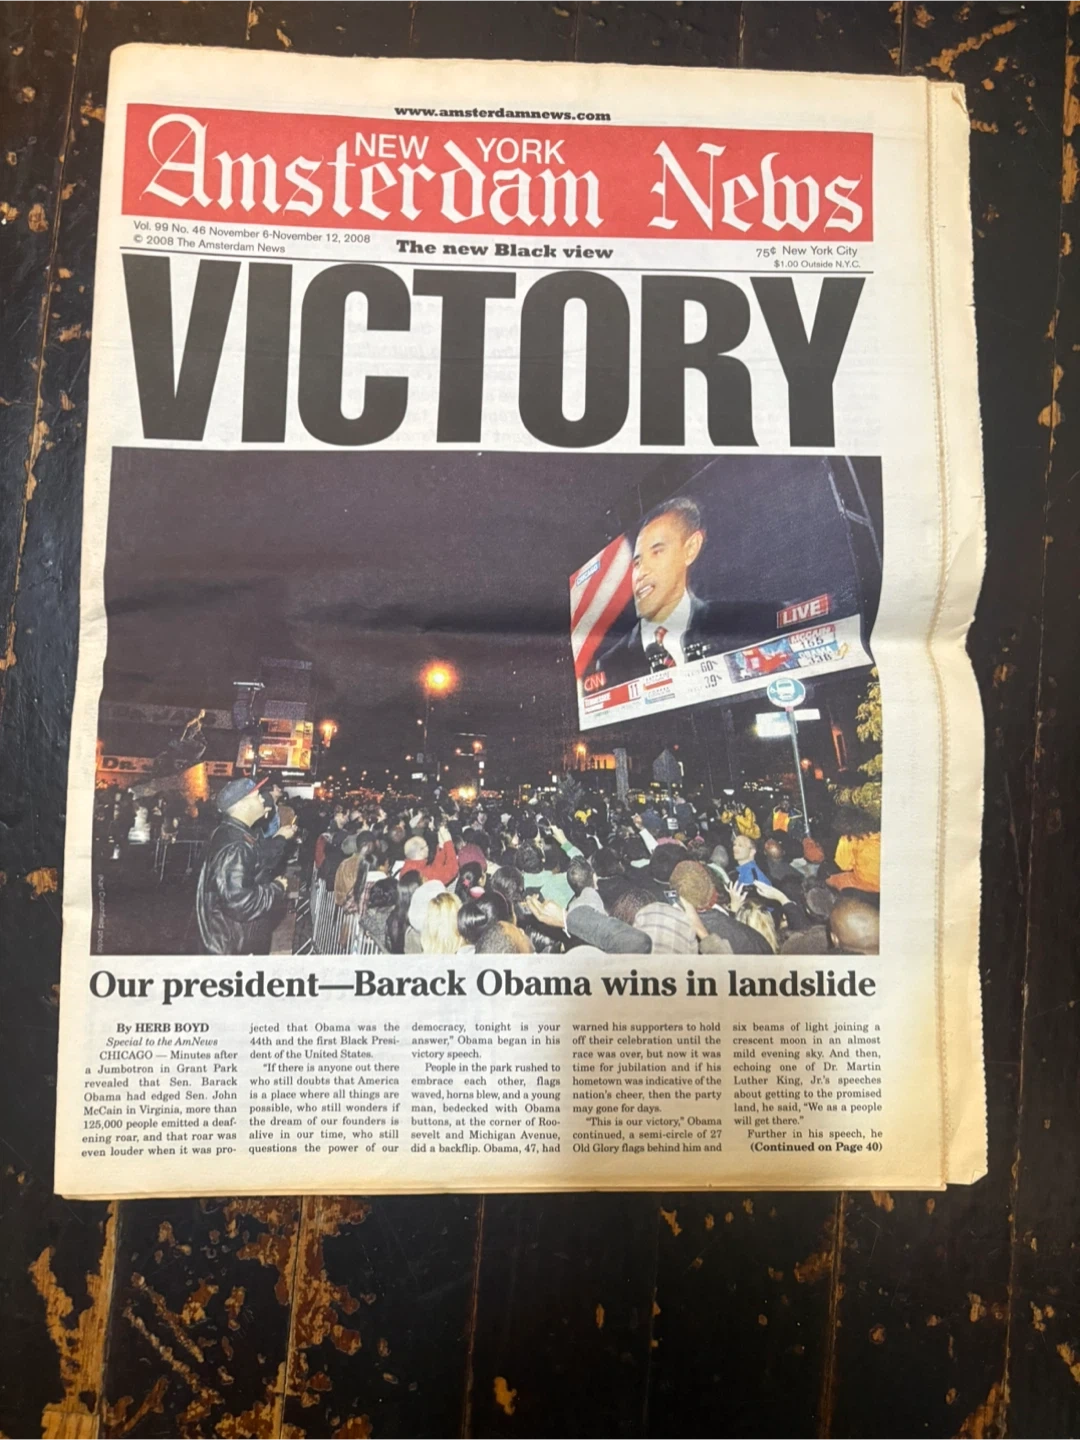 www.amsterdamnews.com
NEW YORK
Amsterdam News
Vol. 99 No. 46 November 6-November 12, 2008
© 2008 The Amsterdam News
The new Black view
75¢ New York City
$1.00 Outside N.Y.C.
VICTORY
LIVE
McCAIN
155
OBAMA
338
CNN
11
60%
39%
Our president—Barack Obama wins in landslide
By HERB BOYD
Special to the AmNews
CHICAGO — Minutes after
a Jumbotron in Grant Park
revealed that Sen. Barack
Obama had edged Sen. John
McCain in Virginia, more than
125,000 people emitted a deaf-
ening roar, and that roar was
even louder when it was pro-
jected that Obama was the
44th and the first Black Presi-
dent of the United States.
"If there is anyone out there
who still doubts that America
is a place where all things are
possible, who still wonders if
the dream of our founders is
alive in our time, who still
questions the power of our
democracy, tonight is your
answer," Obama began in his
victory speech.
People in the park rushed to
embrace each other, flags
waved, horns blew, and a young
man, bedecked with Obama
buttons, at the corner of Roo-
sevelt and Michigan Avenue,
did a backflip. Obama, 47, had
warned his supporters to hold
off their celebration until the
race was over, but now it was
time for jubilation and if his
hometown was indicative of the
nation's cheer, then the party
may gone for days.
"This is our victory," Obama
continued, a semi-circle of 27
Old Glory flags behind him and
six beams of light joining a
crescent moon in an almost
mild evening sky. And then,
echoing one of Dr. Martin
Luther King, Jr.'s speeches
about getting to the promised
land, he said, "We as a people
will get there."
Further in his speech, he
(Continued on Page 40)